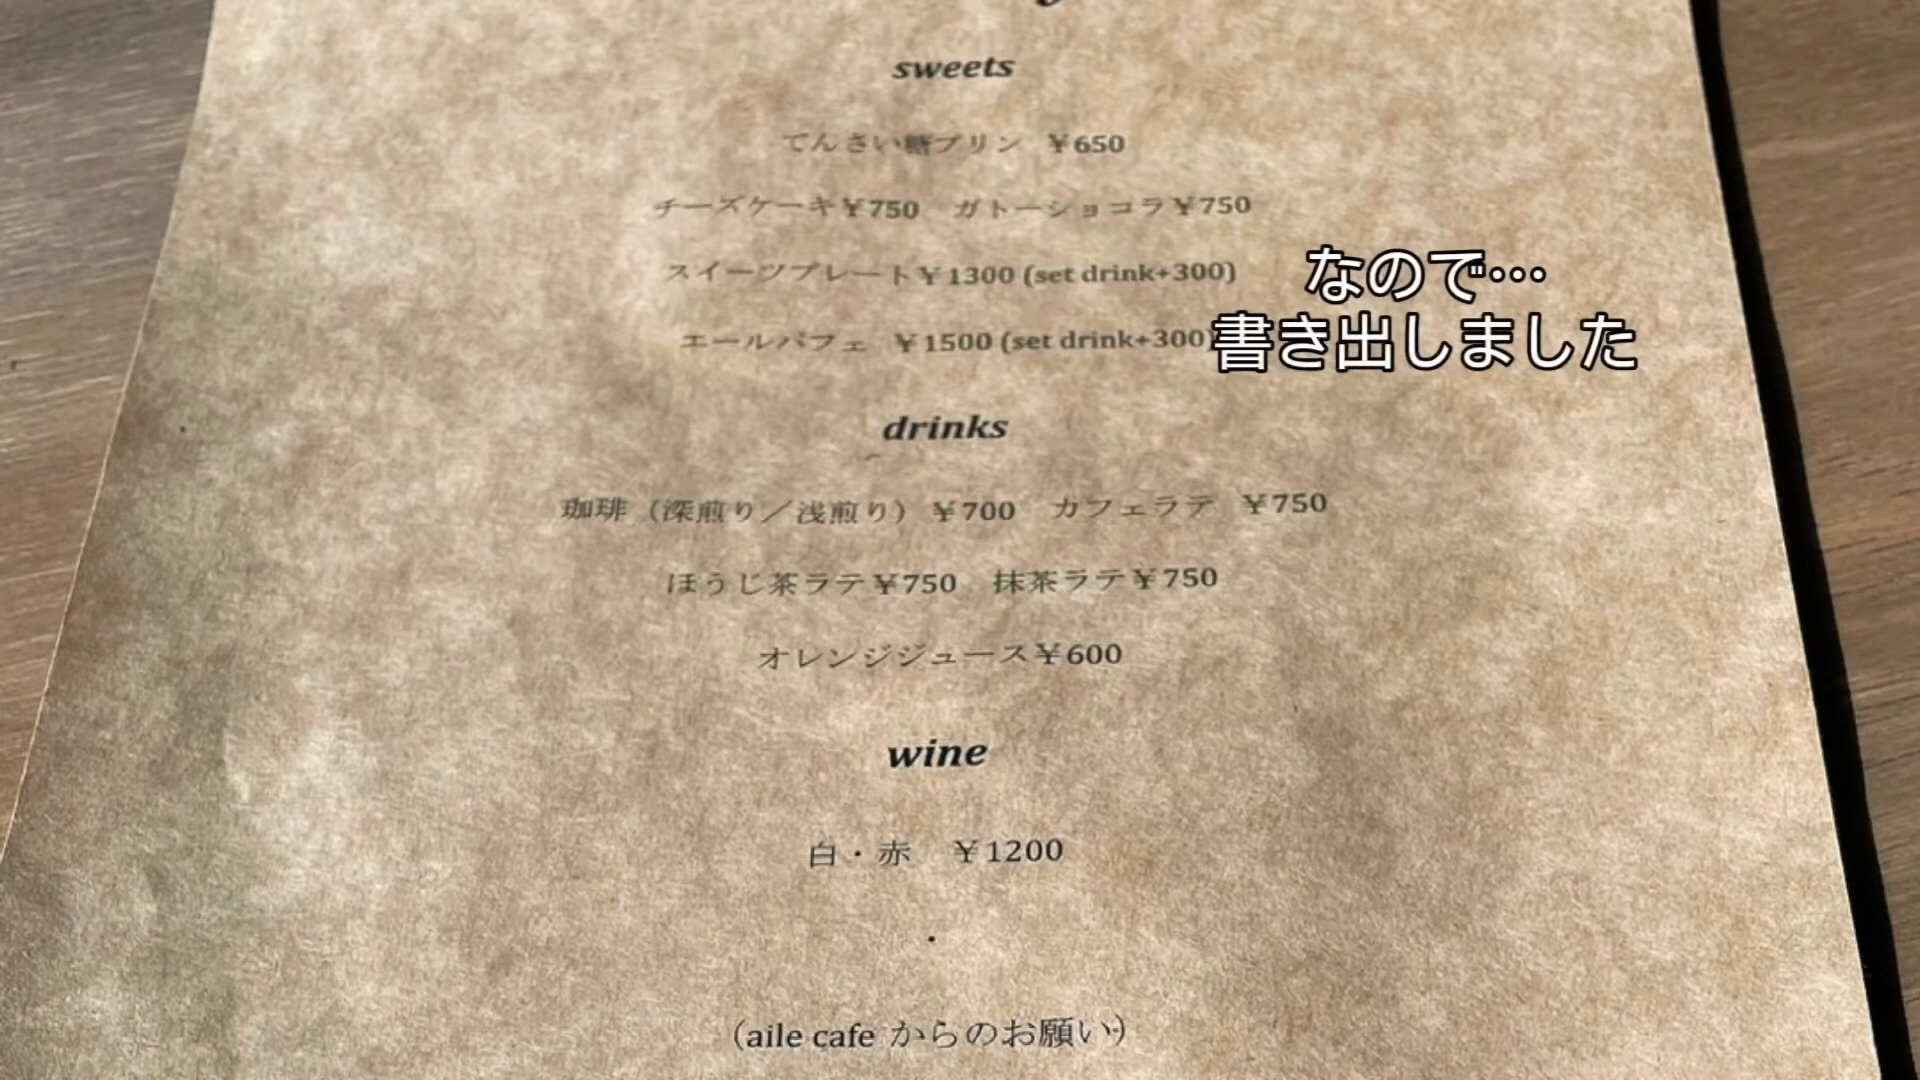 sweets
てんさい糖プリン ￥650
チーズケーキ￥750 ガトーショコラ￥750
スイーツプレート￥1300 (set drink+300)
エールパフェ ￥1500 (set drink+300)
なので…
書き出しました
drinks
珈琲（深煎り／浅煎り）￥700 カフェラテ ￥750
ほうじ茶ラテ￥750 抹茶ラテ￥750
オレンジジュース￥600
wine
白・赤 ￥1200
・
（aile cafe からのお願い）